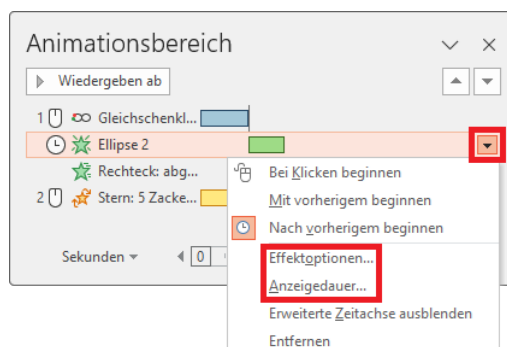 Animationsbereich
Wiedergeben ab
1 Gleichschenkl...
Ellipse 2
Rechteck: abg...
2 Stern: 5 Zacke...
Sekunden 0
Bei Klicken beginnen
Mit vorherigem beginnen
Nach vorherigem beginnen
Effektoptionen...
Anzeigedauer...
Erweiterte Zeitachse ausblenden
Entfernen